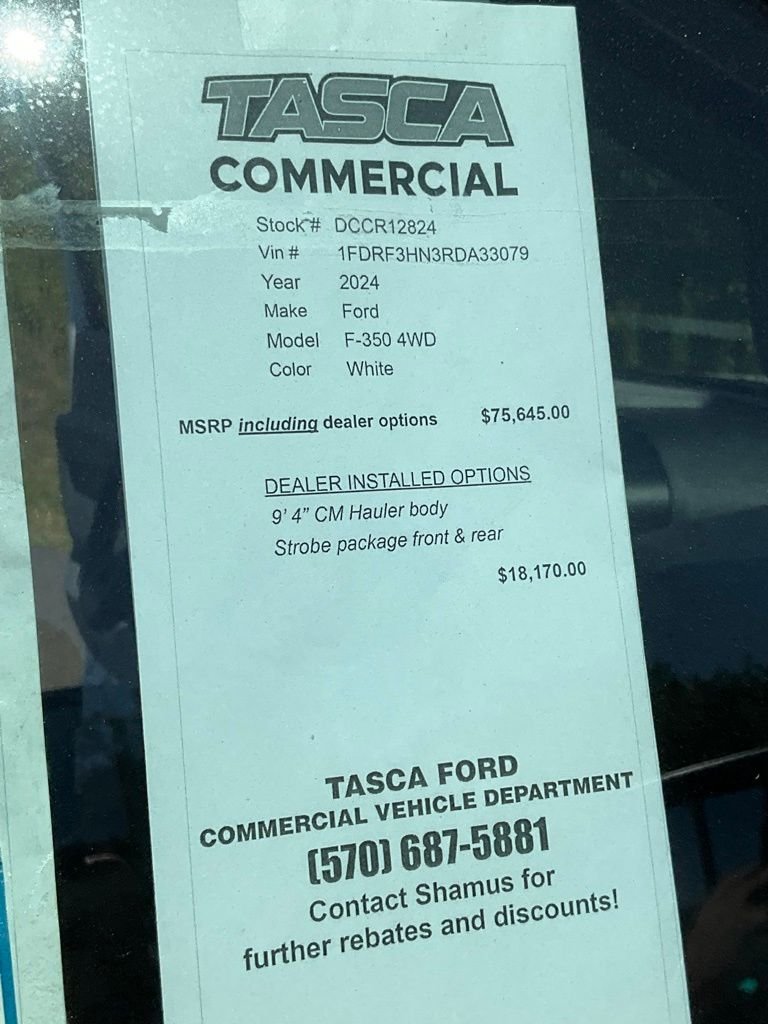 TASCA
COMMERCIAL
Stock# DCCR12824
Vin # 1FDRF3HN3RDA33079
Year 2024
Make Ford
Model F-350 4WD
Color White
MSRP including dealer options $75,645.00
DEALER INSTALLED OPTIONS
9' 4" CM Hauler body
Strobe package front & rear
$18,170.00
TASCA FORD
COMMERCIAL VEHICLE DEPARTMENT
(570) 687-5881
Contact Shamus for
further rebates and discounts!